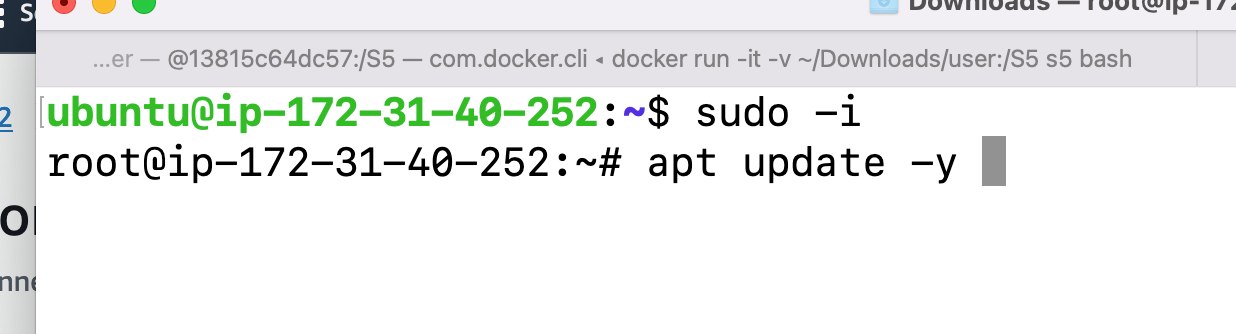 Downloads — root@ip-172
...er — @13815c64dc57:/S5 — com.docker.cli ◂ docker run -it -v ~/Downloads/user:/S5 s5 bash
[ubuntu@ip-172-31-40-252:~$ sudo -i
root@ip-172-31-40-252:~# apt update -y
2